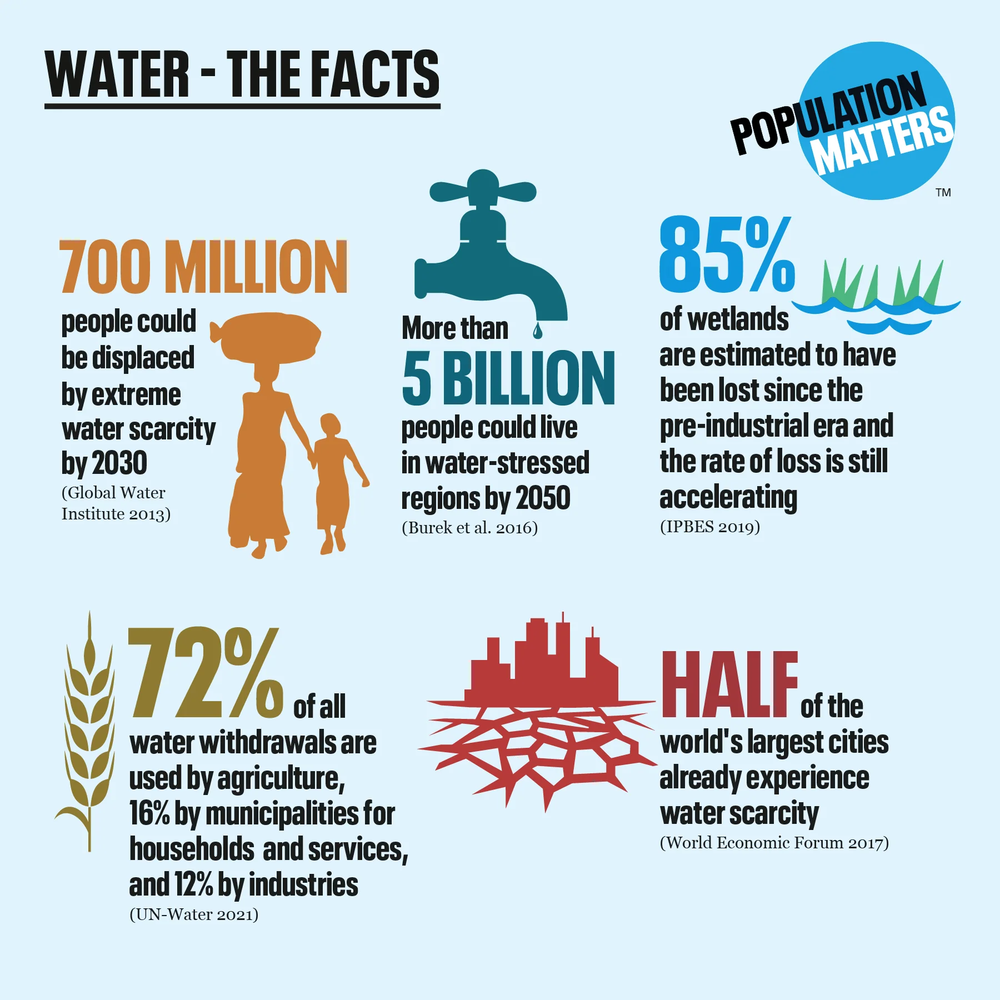 WATER - THE FACTS
POPULATION
MATTERS
TM
700 MILLION
people could
be displaced
by extreme
water scarcity
by 2030
(Global Water
Institute 2013)
More than
5 BILLION
people could live
in water-stressed
regions by 2050
(Burek et al. 2016)
85%
of wetlands
are estimated to have
been lost since the
pre-industrial era and
the rate of loss is still
accelerating
(IPBES 2019)
72% of all
water withdrawals are
used by agriculture,
16% by municipalities for
households and services,
and 12% by industries
(UN-Water 2021)
HALF of the
world's largest cities
already experience
water scarcity
(World Economic Forum 2017)